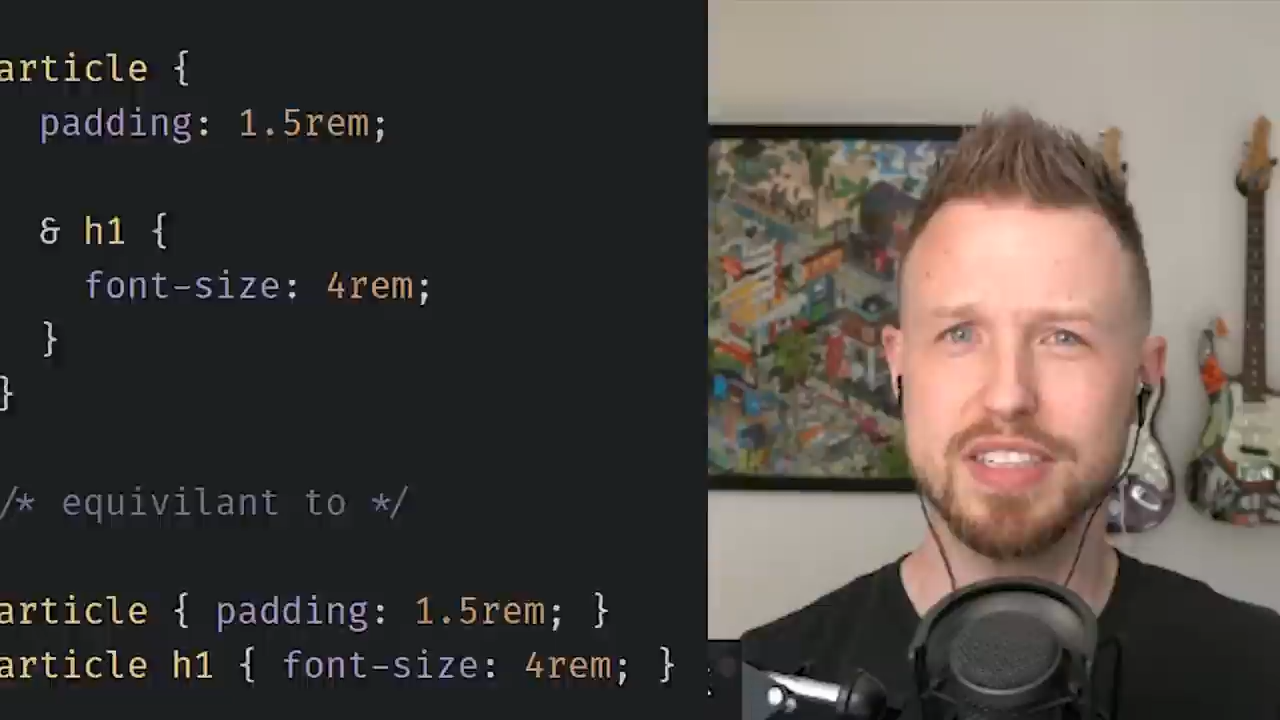 article {
padding: 1.5rem;
& h1 {
font-size: 4rem;
}
}
/* equivilant to */
article { padding: 1.5rem; }
article h1 { font-size: 4rem; }